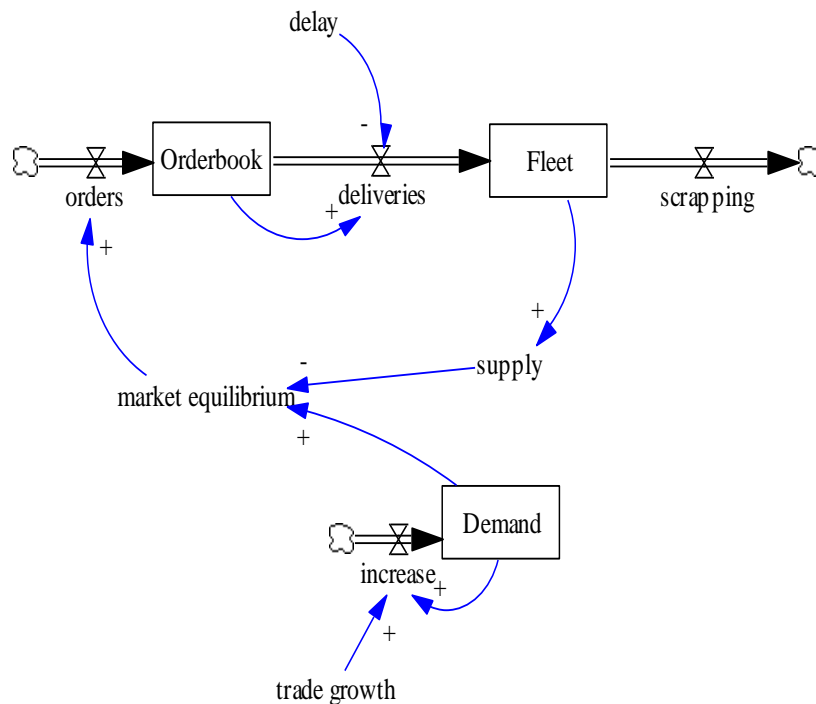 delay
-
Orderbook
Fleet
orders
deliveries
scrapping
+
+
+
-
supply
market equilibrium
+
Demand
increase
+
+
trade growth